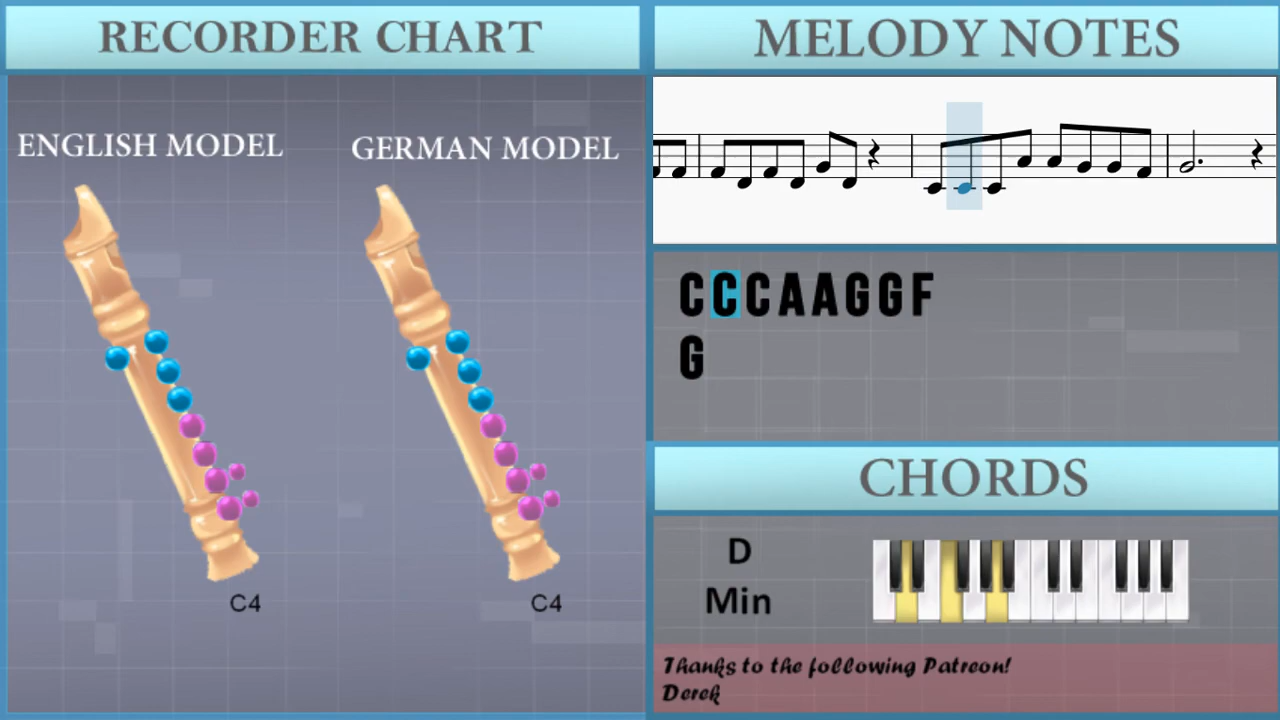 RECORDER CHART
ENGLISH MODEL
GERMAN MODEL
C4
C4
MELODY NOTES
CCCAAGGF
G
CHORDS
D
Min
Thanks to the following Patreon!
Derek